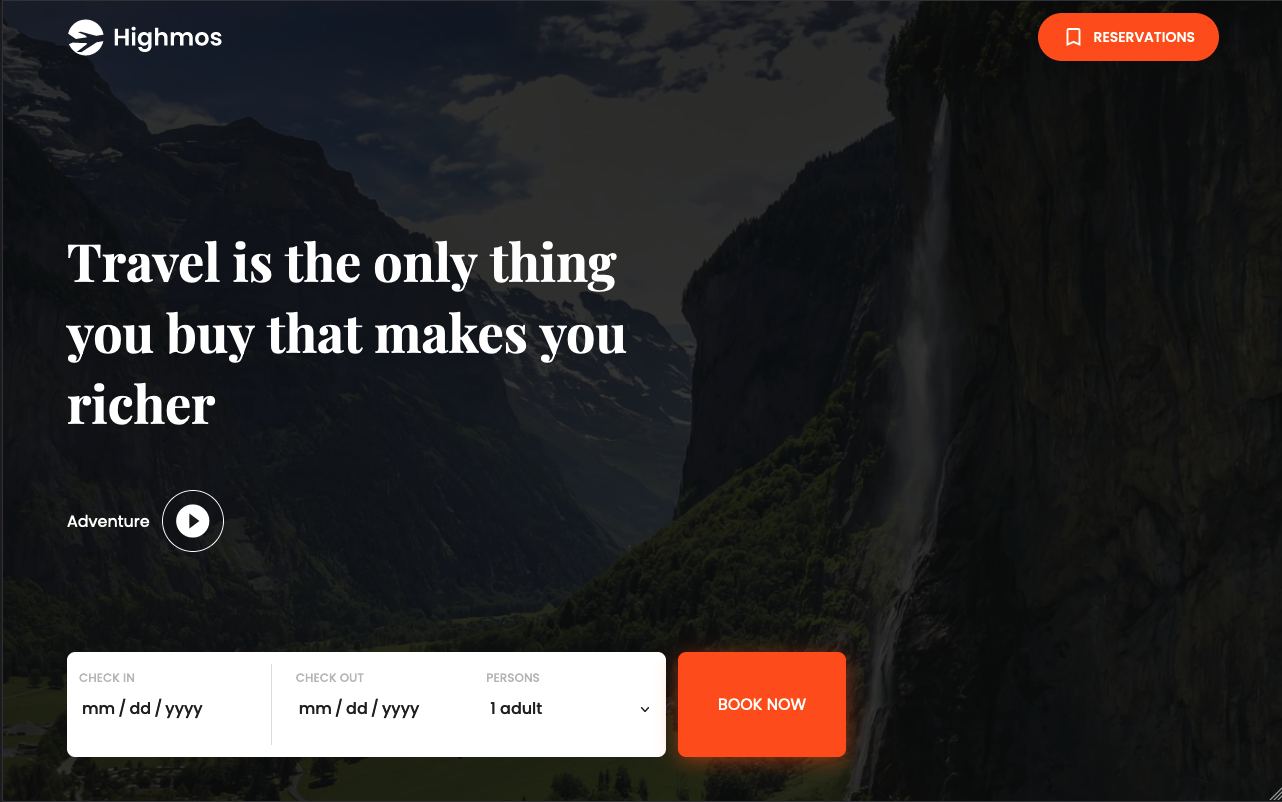 Highmos
RESERVATIONS
Travel is the only thing
you buy that makes you
richer
Adventure
CHECK IN
CHECK OUT
PERSONS
mm / dd / yyyy
mm / dd / yyyy
1 adult
BOOK NOW